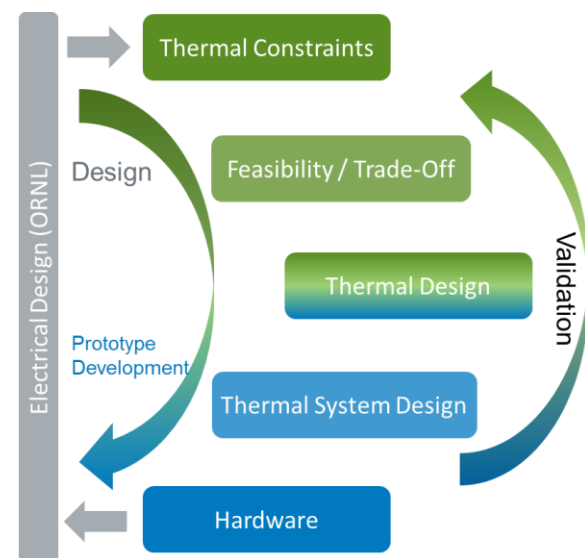 Electrical Design (ORNL)
Thermal Constraints
Design
Feasibility / Trade-Off
Thermal Design
Validation
Prototype
Development
Thermal System Design
Hardware